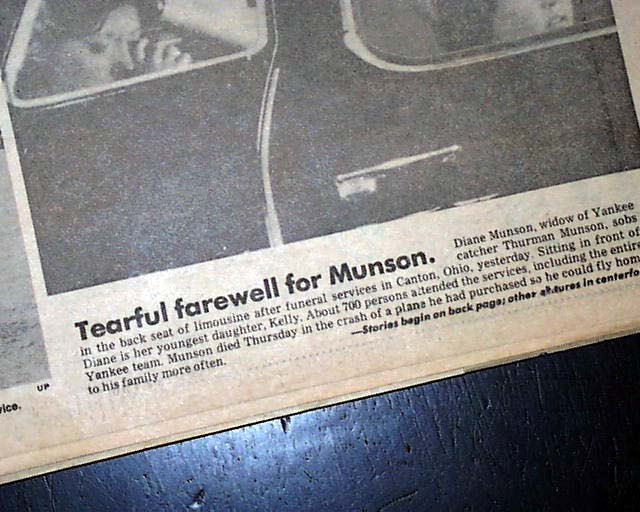 Tearful farewell for Munson. Diane Munson, widow of Yankee
catcher Thurman Munson, sobs
in the back seat of limousine after funeral services in Canton, Ohio, yesterday. Sitting in front of
Diane is her youngest daughter, Kelly. About 700 persons attended the services, including the entire
Yankee team. Munson died Thursday in the crash of a plane he had purchased so he could fly home
to his family more often.
—Stories begin on back page; other in
UP